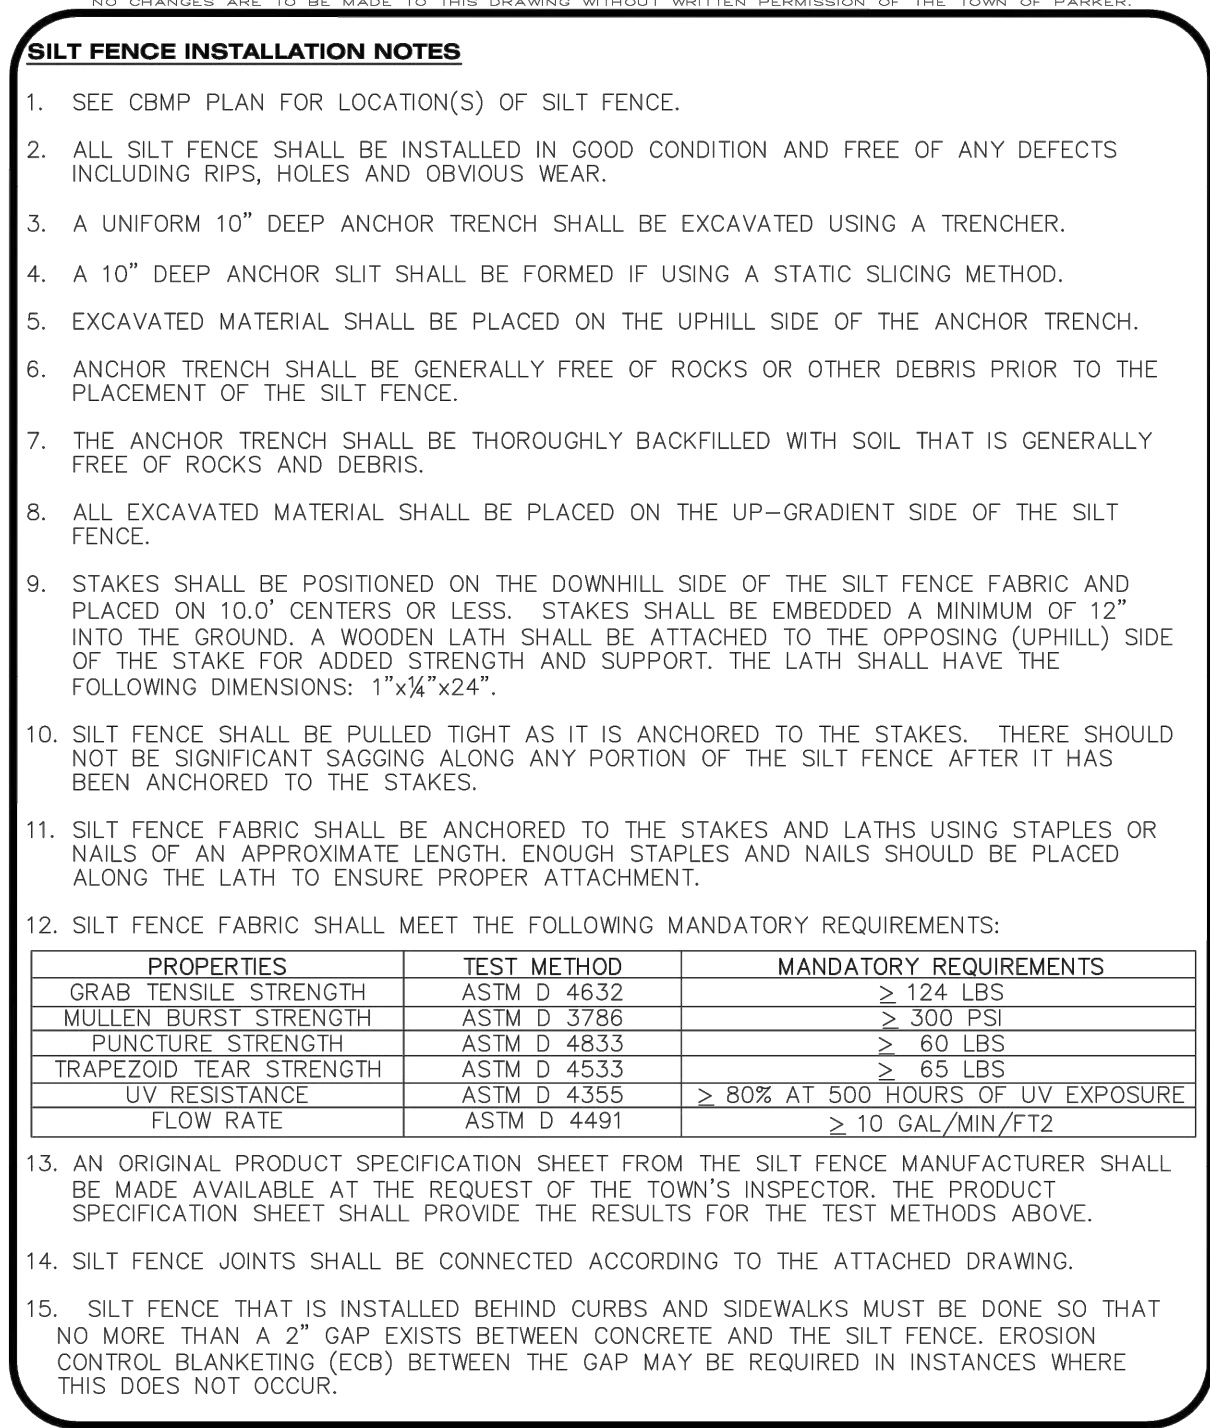 NO CHANGES ARE TO BE MADE TO THIS DRAWING WITHOUT WRITTEN PERMISSION OF THE TOWN OF PARKER.
SILT FENCE INSTALLATION NOTES
1. SEE CBMP PLAN FOR LOCATION(S) OF SILT FENCE.
2. ALL SILT FENCE SHALL BE INSTALLED IN GOOD CONDITION AND FREE OF ANY DEFECTS
INCLUDING RIPS, HOLES AND OBVIOUS WEAR.
3. A UNIFORM 10" DEEP ANCHOR TRENCH SHALL BE EXCAVATED USING A TRENCHER.
4. A 10" DEEP ANCHOR SLIT SHALL BE FORMED IF USING A STATIC SLICING METHOD.
5. EXCAVATED MATERIAL SHALL BE PLACED ON THE UPHILL SIDE OF THE ANCHOR TRENCH.
6. ANCHOR TRENCH SHALL BE GENERALLY FREE OF ROCKS OR OTHER DEBRIS PRIOR TO THE
PLACEMENT OF THE SILT FENCE.
7. THE ANCHOR TRENCH SHALL BE THOROUGHLY BACKFILLED WITH SOIL THAT IS GENERALLY
FREE OF ROCKS AND DEBRIS.
8. ALL EXCAVATED MATERIAL SHALL BE PLACED ON THE UP-GRADIENT SIDE OF THE SILT
FENCE.
9. STAKES SHALL BE POSITIONED ON THE DOWNHILL SIDE OF THE SILT FENCE FABRIC AND
PLACED ON 10.0' CENTERS OR LESS. STAKES SHALL BE EMBEDDED A MINIMUM OF 12"
INTO THE GROUND. A WOODEN LATH SHALL BE ATTACHED TO THE OPPOSING (UPHILL) SIDE
OF THE STAKE FOR ADDED STRENGTH AND SUPPORT. THE LATH SHALL HAVE THE
FOLLOWING DIMENSIONS: 1"x¼"x24".
10. SILT FENCE SHALL BE PULLED TIGHT AS IT IS ANCHORED TO THE STAKES. THERE SHOULD
NOT BE SIGNIFICANT SAGGING ALONG ANY PORTION OF THE SILT FENCE AFTER IT HAS
BEEN ANCHORED TO THE STAKES.
11. SILT FENCE FABRIC SHALL BE ANCHORED TO THE STAKES AND LATHS USING STAPLES OR
NAILS OF AN APPROXIMATE LENGTH. ENOUGH STAPLES AND NAILS SHOULD BE PLACED
ALONG THE LATH TO ENSURE PROPER ATTACHMENT.
12. SILT FENCE FABRIC SHALL MEET THE FOLLOWING MANDATORY REQUIREMENTS:
PROPERTIES TEST METHOD MANDATORY REQUIREMENTS
GRAB TENSILE STRENGTH ASTM D 4632 ≥ 124 LBS
MULLEN BURST STRENGTH ASTM D 3786 ≥ 300 PSI
PUNCTURE STRENGTH ASTM D 4833 ≥ 60 LBS
TRAPEZOID TEAR STRENGTH ASTM D 4533 ≥ 65 LBS
UV RESISTANCE ASTM D 4355 ≥ 80% AT 500 HOURS OF UV EXPOSURE
FLOW RATE ASTM D 4491 ≥ 10 GAL/MIN/FT2
13. AN ORIGINAL PRODUCT SPECIFICATION SHEET FROM THE SILT FENCE MANUFACTURER SHALL
BE MADE AVAILABLE AT THE REQUEST OF THE TOWN'S INSPECTOR. THE PRODUCT
SPECIFICATION SHEET SHALL PROVIDE THE RESULTS FOR THE TEST METHODS ABOVE.
14. SILT FENCE JOINTS SHALL BE CONNECTED ACCORDING TO THE ATTACHED DRAWING.
15. SILT FENCE THAT IS INSTALLED BEHIND CURBS AND SIDEWALKS MUST BE DONE SO THAT
NO MORE THAN A 2" GAP EXISTS BETWEEN CONCRETE AND THE SILT FENCE. EROSION
CONTROL BLANKETING (ECB) BETWEEN THE GAP MAY BE REQUIRED IN INSTANCES WHERE
THIS DOES NOT OCCUR.